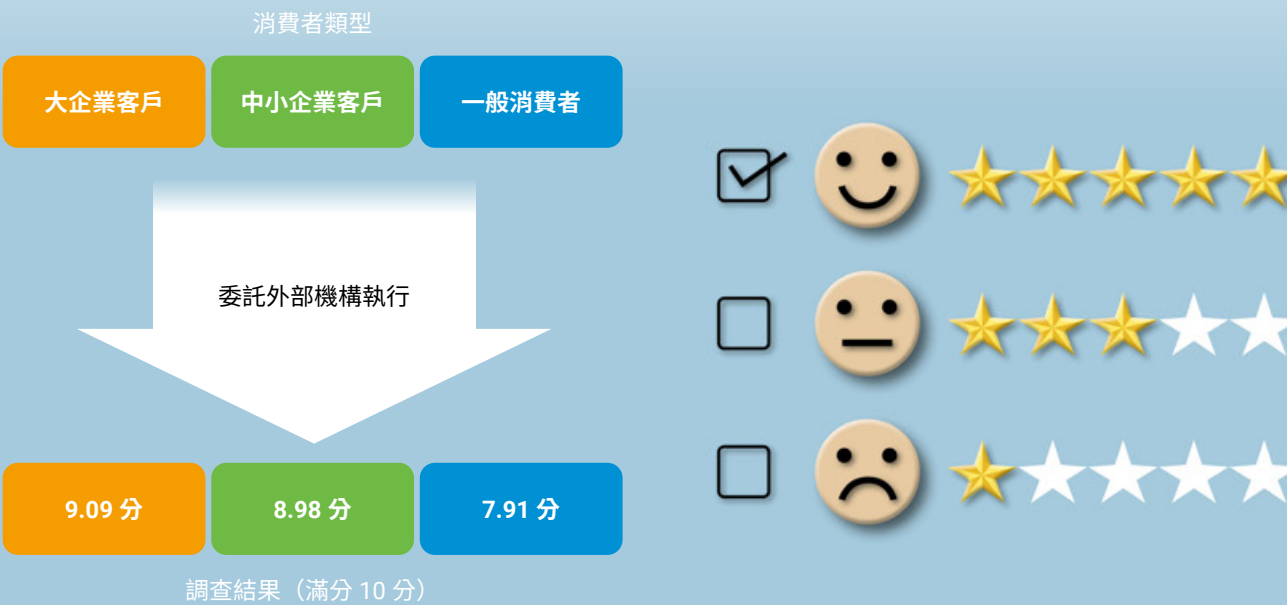 消費者類型
大企業客戶
中小企業客戶
一般消費者
委託外部機構執行
9.09 分
8.98 分
7.91 分
調查結果（滿分 10 分）